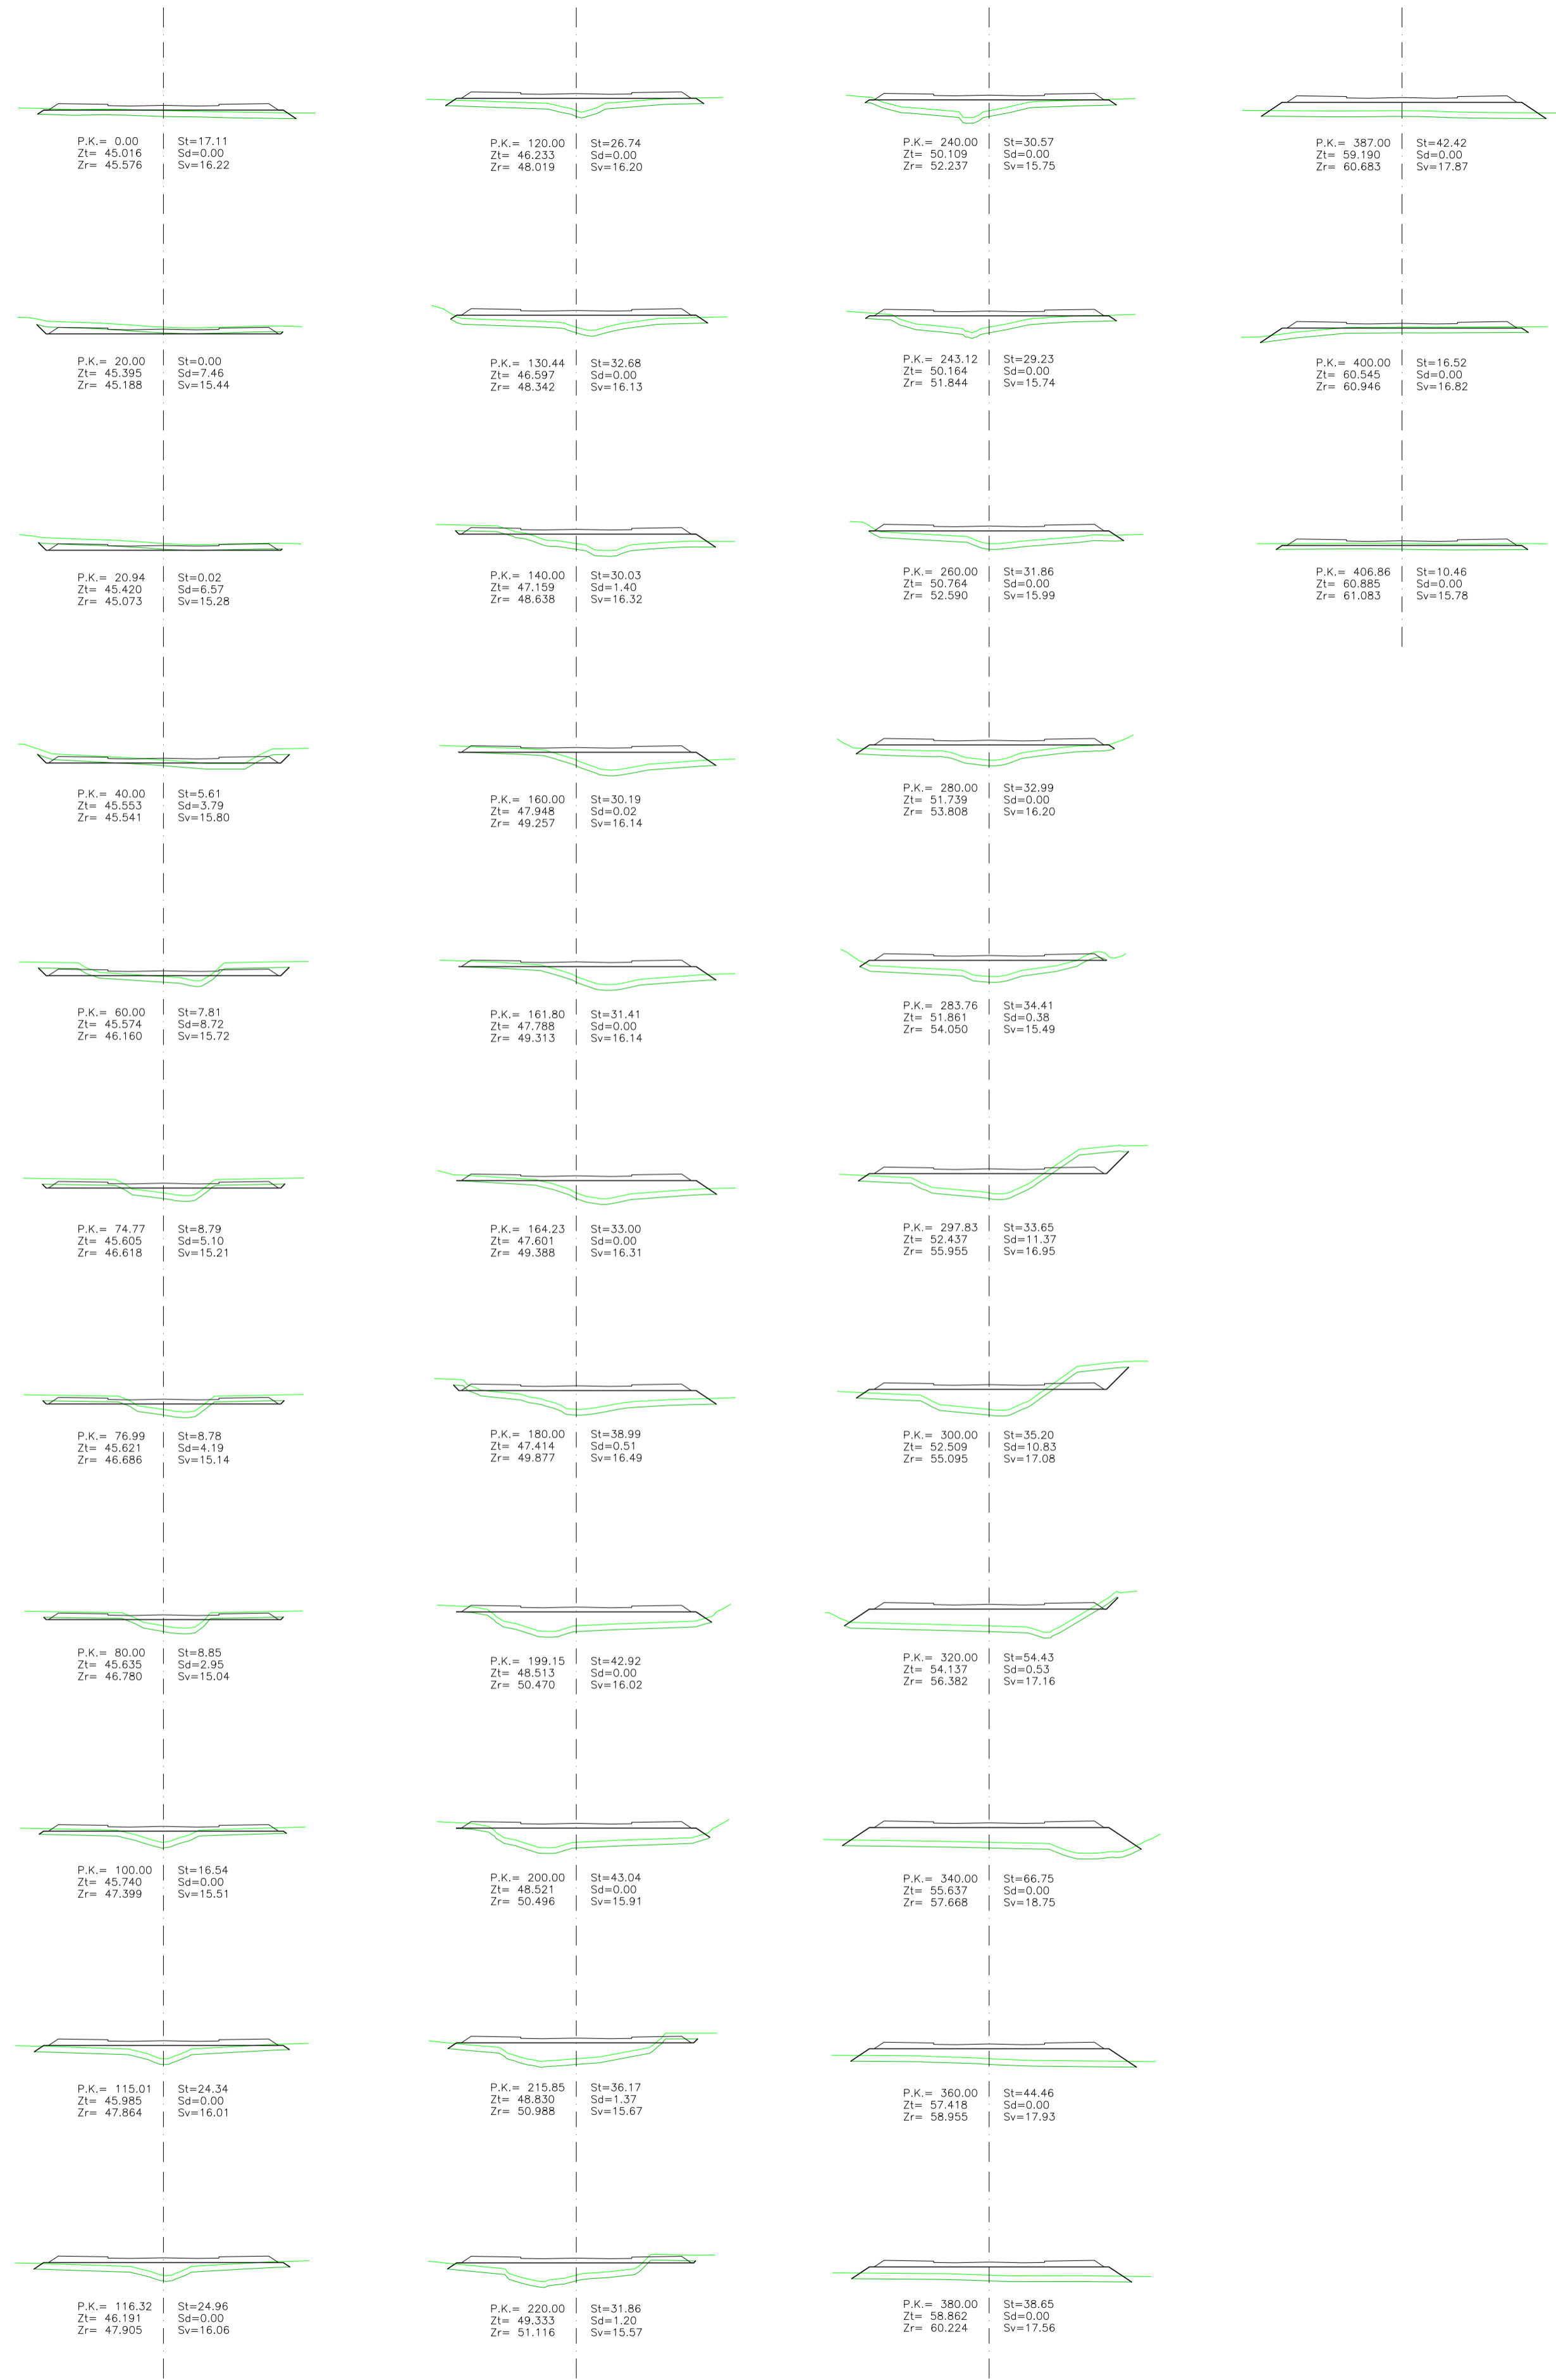 P.K.= 0.00 St=17.11
Zt= 45.016 Sd=0.00
Zr= 45.576 Sv=16.22
P.K.= 20.00 St=0.00
Zt= 45.395 Sd=7.46
Zr= 45.188 Sv=15.44
P.K.= 20.94 St=0.02
Zt= 45.420 Sd=6.57
Zr= 45.073 Sv=15.28
P.K.= 40.00 St=5.61
Zt= 45.553 Sd=3.79
Zr= 45.541 Sv=15.80
P.K.= 60.00 St=7.81
Zt= 45.574 Sd=8.72
Zr= 46.160 Sv=15.72
P.K.= 74.77 St=8.79
Zt= 45.605 Sd=5.10
Zr= 46.618 Sv=15.21
P.K.= 76.99 St=8.78
Zt= 45.621 Sd=4.19
Zr= 46.686 Sv=15.14
P.K.= 80.00 St=8.85
Zt= 45.635 Sd=2.95
Zr= 46.780 Sv=15.04
P.K.= 100.00 St=16.54
Zt= 45.740 Sd=0.00
Zr= 47.399 Sv=15.51
P.K.= 115.01 St=24.34
Zt= 45.985 Sd=0.00
Zr= 47.864 Sv=16.01
P.K.= 116.32 St=24.96
Zt= 46.191 Sd=0.00
Zr= 47.905 Sv=16.06
P.K.= 120.00 St=26.74
Zt= 46.233 Sd=0.00
Zr= 48.019 Sv=16.20
P.K.= 130.44 St=32.68
Zt= 46.597 Sd=0.00
Zr= 48.342 Sv=16.13
P.K.= 140.00 St=30.03
Zt= 47.159 Sd=1.40
Zr= 48.638 Sv=16.32
P.K.= 160.00 St=30.19
Zt= 47.948 Sd=0.02
Zr= 49.257 Sv=16.14
P.K.= 161.80 St=31.41
Zt= 47.788 Sd=0.00
Zr= 49.313 Sv=16.14
P.K.= 164.23 St=33.00
Zt= 47.601 Sd=0.00
Zr= 49.388 Sv=16.31
P.K.= 180.00 St=38.99
Zt= 47.414 Sd=0.51
Zr= 49.877 Sv=16.49
P.K.= 199.15 St=42.92
Zt= 48.513 Sd=0.00
Zr= 50.470 Sv=16.02
P.K.= 200.00 St=43.04
Zt= 48.521 Sd=0.00
Zr= 50.496 Sv=15.91
P.K.= 215.85 St=36.17
Zt= 48.830 Sd=1.37
Zr= 50.988 Sv=15.67
P.K.= 220.00 St=31.86
Zt= 49.333 Sd=1.20
Zr= 51.116 Sv=15.57
P.K.= 240.00 St=30.57
Zt= 50.109 Sd=0.00
Zr= 52.237 Sv=15.75
P.K.= 243.12 St=29.23
Zt= 50.164 Sd=0.00
Zr= 51.844 Sv=15.74
P.K.= 260.00 St=31.86
Zt= 50.764 Sd=0.00
Zr= 52.590 Sv=15.99
P.K.= 280.00 St=32.99
Zt= 51.739 Sd=0.00
Zr= 53.808 Sv=16.20
P.K.= 283.76 St=34.41
Zt= 51.861 Sd=0.38
Zr= 54.050 Sv=15.49
P.K.= 297.83 St=33.65
Zt= 52.437 Sd=11.37
Zr= 55.955 Sv=16.95
P.K.= 300.00 St=35.20
Zt= 52.509 Sd=10.83
Zr= 55.095 Sv=17.08
P.K.= 320.00 St=54.43
Zt= 54.137 Sd=0.53
Zr= 56.382 Sv=17.16
P.K.= 340.00 St=66.75
Zt= 55.637 Sd=0.00
Zr= 57.668 Sv=18.75
P.K.= 360.00 St=44.46
Zt= 57.418 Sd=0.00
Zr= 58.955 Sv=17.93
P.K.= 380.00 St=38.65
Zt= 58.862 Sd=0.00
Zr= 60.224 Sv=17.56
P.K.= 387.00 St=42.42
Zt= 59.190 Sd=0.00
Zr= 60.683 Sv=17.87
P.K.= 400.00 St=16.52
Zt= 60.545 Sd=0.00
Zr= 60.946 Sv=16.82
P.K.= 406.86 St=10.46
Zt= 60.885 Sd=0.00
Zr= 61.083 Sv=15.78